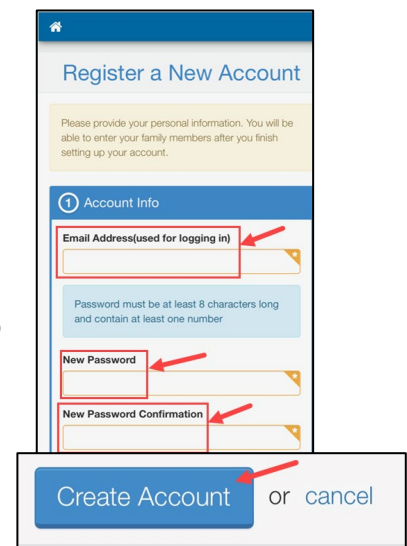 Register a New Account
Please provide your personal information. You will be
able to enter your family members after you finish
setting up your account.
1 Account Info
Email Address(used for logging in)
Password must be at least 8 characters long
and contain at least one number
New Password
New Password Confirmation
Create Account or cancel